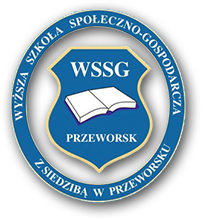 WYŻSZA SZKOŁA SPOŁECZNO-GOSPODARCZA
WSSG
PRZEWORSK
Z SIEDZIBĄ W PRZEWORSKU